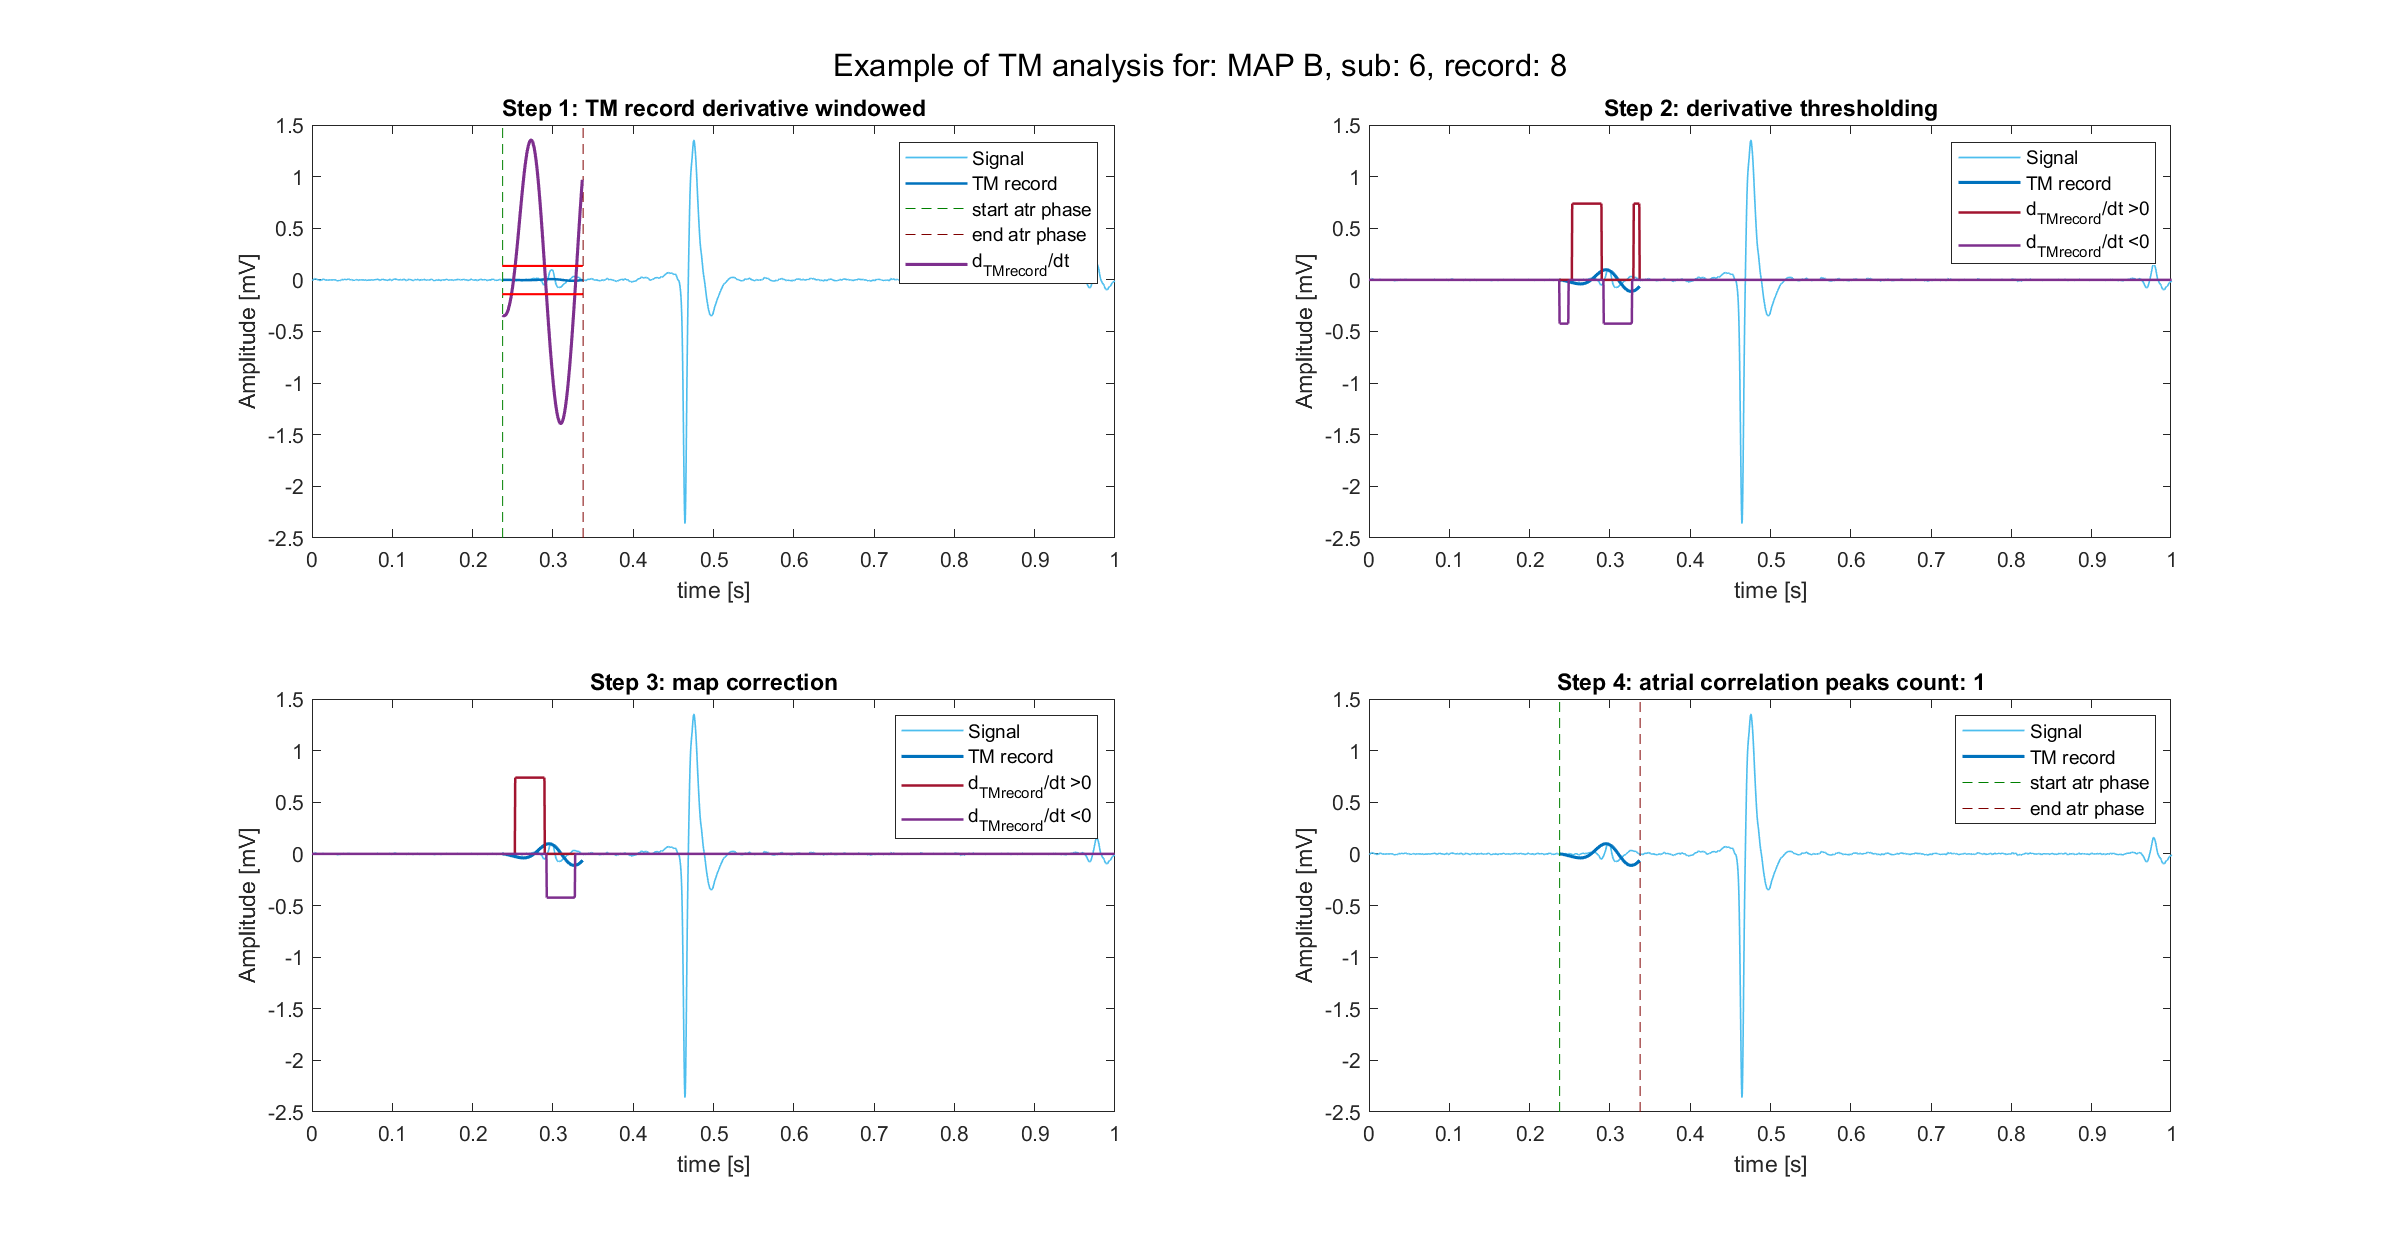 Example of TM analysis for: MAP B, sub: 6, record: 8
Step 1: TM record derivative windowed
1.5
1
0.5
0
-0.5
-1
-1.5
-2
-2.5
Amplitude [mV]
0 0.1 0.2 0.3 0.4 0.5 0.6 0.7 0.8 0.9 1
time [s]
Signal
TM record
start atr phase
end atr phase
dTMrecord/dt
Step 2: derivative thresholding
1.5
1
0.5
0
-0.5
-1
-1.5
-2
-2.5
Amplitude [mV]
0 0.1 0.2 0.3 0.4 0.5 0.6 0.7 0.8 0.9 1
time [s]
Signal
TM record
dTMrecord/dt >0
dTMrecord/dt <0
Step 3: map correction
1.5
1
0.5
0
-0.5
-1
-1.5
-2
-2.5
Amplitude [mV]
0 0.1 0.2 0.3 0.4 0.5 0.6 0.7 0.8 0.9 1
time [s]
Signal
TM record
dTMrecord/dt >0
dTMrecord/dt <0
Step 4: atrial correlation peaks count: 1
1.5
1
0.5
0
-0.5
-1
-1.5
-2
-2.5
Amplitude [mV]
0 0.1 0.2 0.3 0.4 0.5 0.6 0.7 0.8 0.9 1
time [s]
Signal
TM record
start atr phase
end atr phase